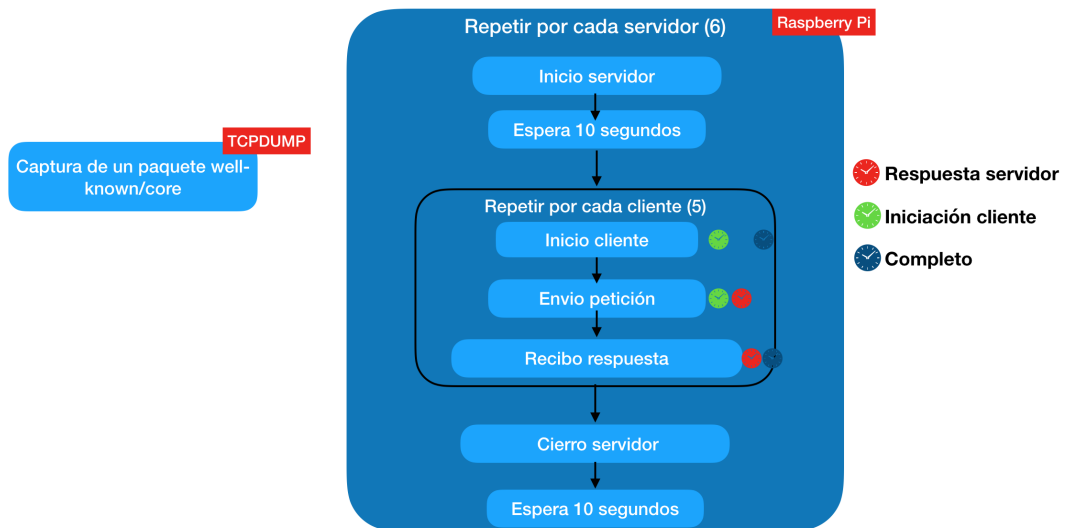 Repetir por cada servidor (6)
Raspberry Pi
Inicio servidor
Espera 10 segundos
TCPDUMP
Captura de un paquete well-
known/core
Repetir por cada cliente (5)
Inicio cliente
Envio petición
Recibo respuesta
Cierro servidor
Espera 10 segundos
Respuesta servidor
Iniciación cliente
Completo